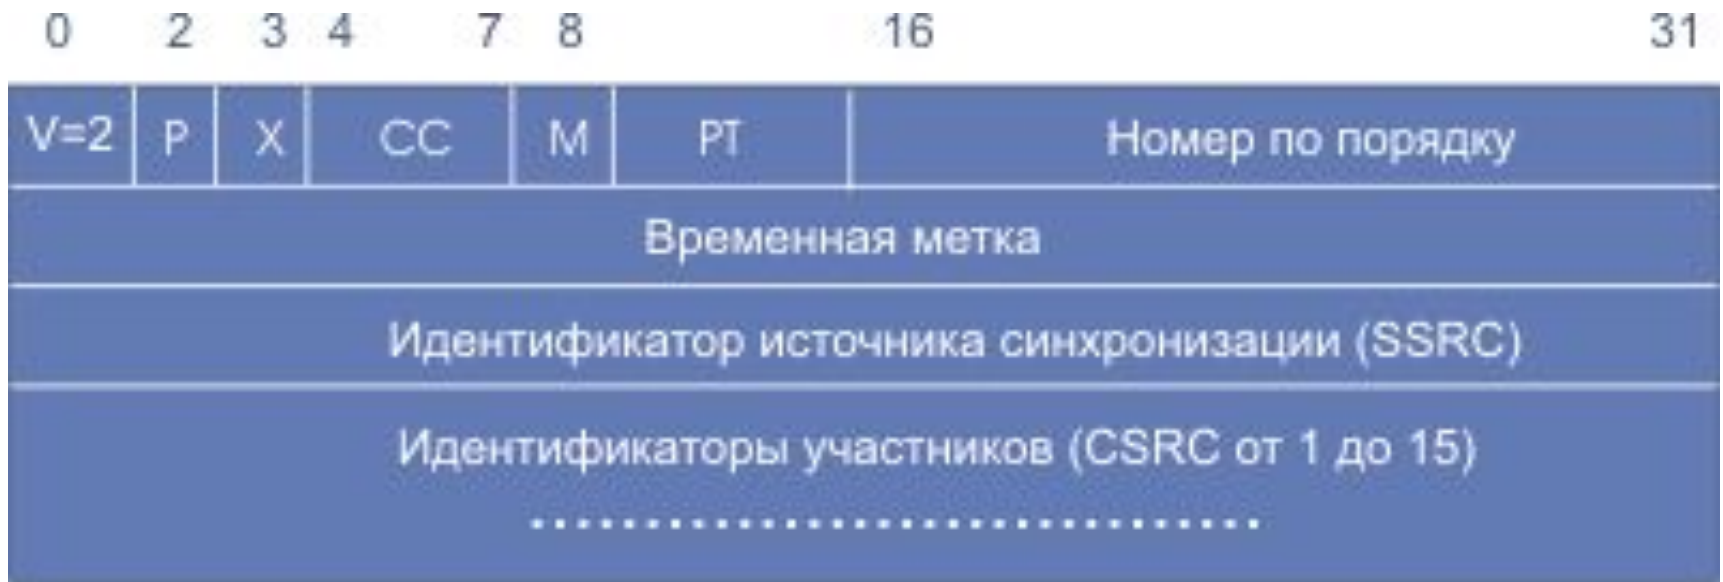 0 2 3 4 7 8 16 31
V=2 P X CC M PT Номер по порядку
Временная метка
Идентификатор источника синхронизации (SSRC)
Идентификаторы участников (CSRC от 1 до 15)